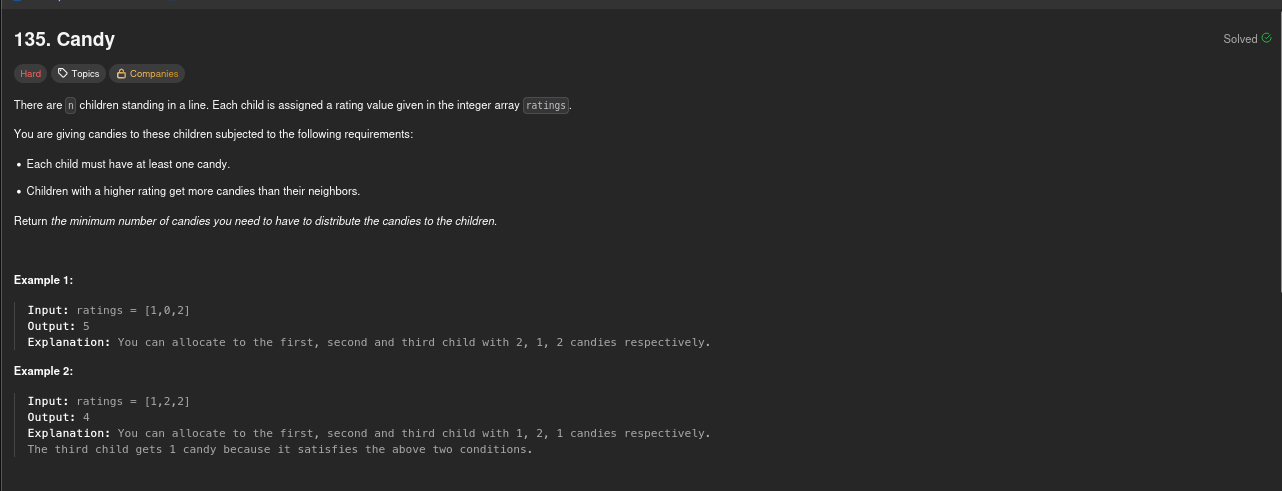 135. Candy
Solved
Hard Topics Companies
There are n children standing in a line. Each child is assigned a rating value given in the integer array ratings.
You are giving candies to these children subjected to the following requirements:
• Each child must have at least one candy.
• Children with a higher rating get more candies than their neighbors.
Return the minimum number of candies you need to have to distribute the candies to the children.
Example 1:
Input: ratings = [1,0,2]
Output: 5
Explanation: You can allocate to the first, second and third child with 2, 1, 2 candies respectively.
Example 2:
Input: ratings = [1,2,2]
Output: 4
Explanation: You can allocate to the first, second and third child with 1, 2, 1 candies respectively.
The third child gets 1 candy because it satisfies the above two conditions.